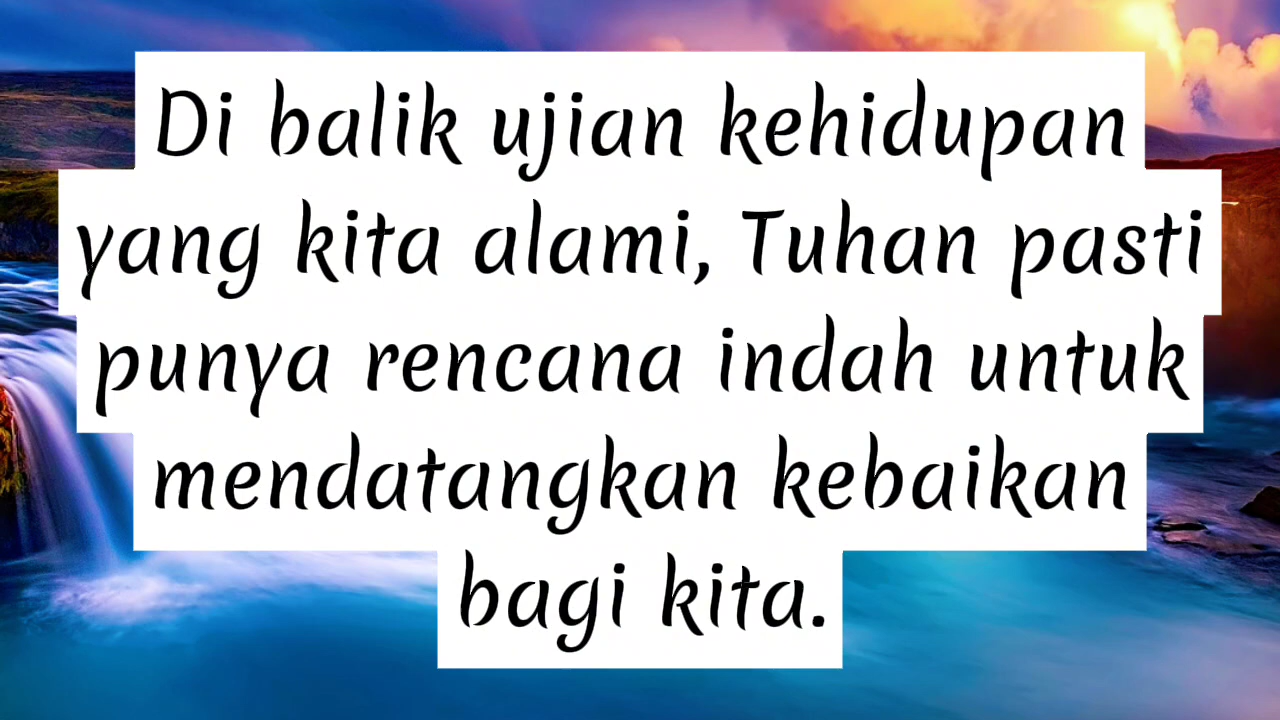 Di balik ujian kehidupan
yang kita alami, Tuhan pasti
punya rencana indah untuk
mendatangkan kebaikan
bagi kita.